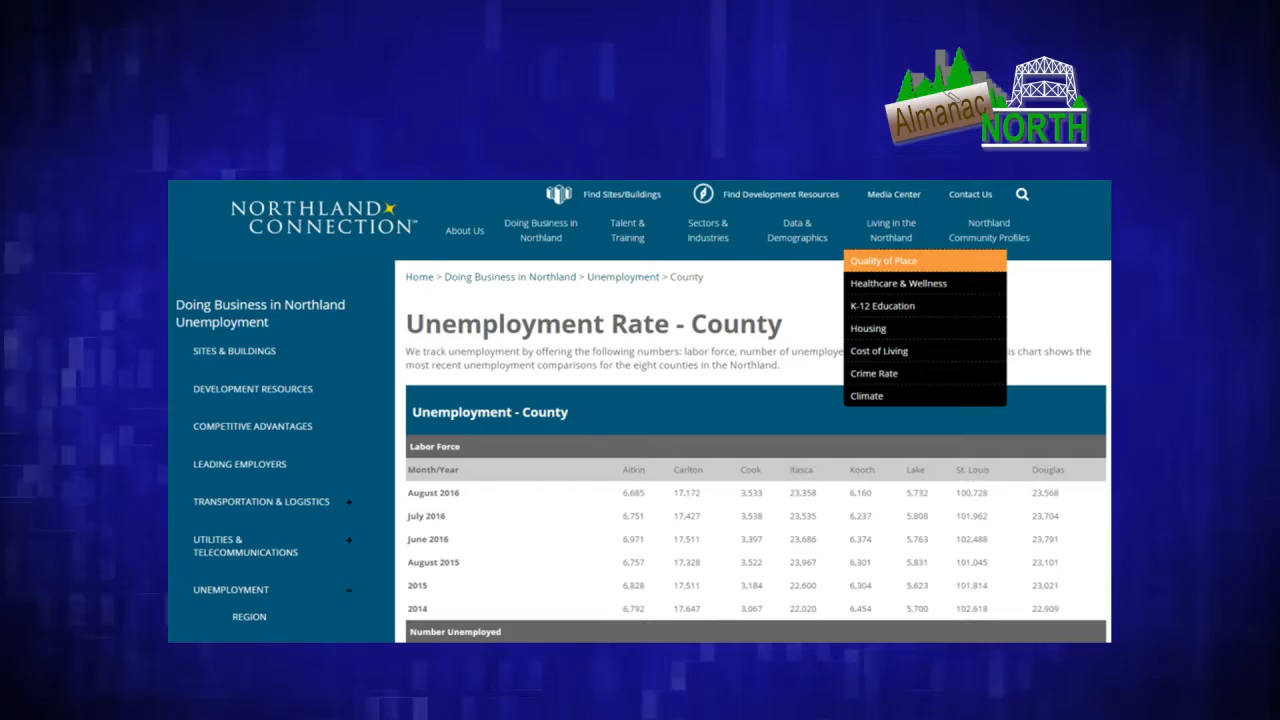 Almanac
NORTH
Find Sites/Buildings
Find Development Resources
Media Center
Contact Us
NORTHLAND
CONNECTION™
About Us
Doing Business in
Northland
Talent &
Training
Sectors &
Industries
Data &
Demographics
Living in the
Northland
Northland
Community Profiles
Quality of Place
Healthcare & Wellness
K-12 Education
Housing
Cost of Living
Crime Rate
Climate
Doing Business in Northland
Unemployment
SITES & BUILDINGS
DEVELOPMENT RESOURCES
COMPETITIVE ADVANTAGES
LEADING EMPLOYERS
TRANSPORTATION & LOGISTICS +
UTILITIES & +
TELECOMMUNICATIONS
UNEMPLOYMENT -
REGION
Home > Doing Business in Northland > Unemployment > County
Unemployment Rate - County
We track unemployment by offering the following numbers: labor force, number of unemploye is chart shows the
most recent unemployment comparisons for the eight counties in the Northland.
Unemployment - County
Labor Force
Month/Year Aitkin Carlton Cook Itasca Kooch Lake St. Louis Douglas
August 2016 6,685 17,172 3,533 23,358 6,160 5,732 100,728 23,568
July 2016 6,751 17,427 3,538 23,535 6,237 5,808 101,962 23,704
June 2016 6,971 17,511 3,397 23,686 6,374 5,763 102,488 23,791
August 2015 6,757 17,328 3,522 23,967 6,301 5,831 101,045 23,101
2015 6,828 17,511 3,184 22,600 6,304 5,623 101,814 23,021
2014 6,792 17,647 3,067 22,020 6,454 5,700 102,618 22,909
Number Unemployed